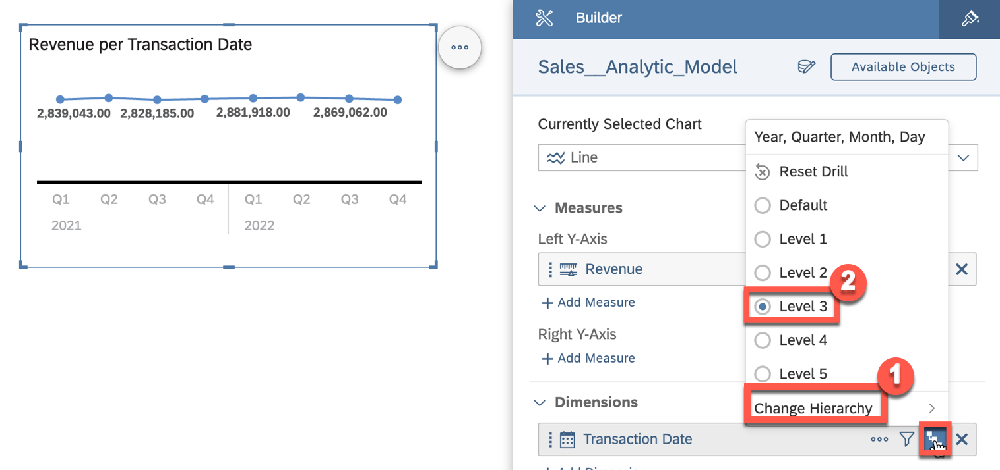 Revenue per Transaction Date
2,839,043.00 2,828,185.00 2,881,918.00 2,869,062.00
Q1 Q2 Q3 Q4 Q1 Q2 Q3 Q4
2021 2022
Builder
Sales__Analytic_Model
Available Objects
Currently Selected Chart
Line
Measures
Left Y-Axis
Revenue
+ Add Measure
Right Y-Axis
+ Add Measure
Dimensions
Transaction Date
Year, Quarter, Month, Day
Reset Drill
Default
Level 1
Level 2
2
Level 3
Level 4
Level 5
1
Change Hierarchy